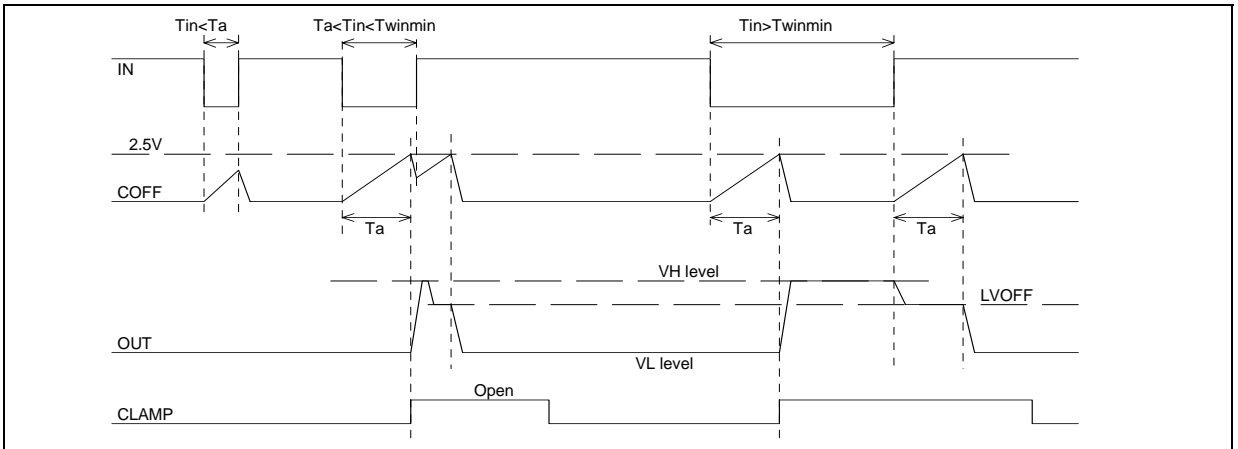 Tin<Ta
Ta<Tin<Twinmin
Tin>Twinmin
IN
2.5V
COFF
Ta
Ta
Ta
VH level
LVOFF
OUT
VL level
Open
CLAMP